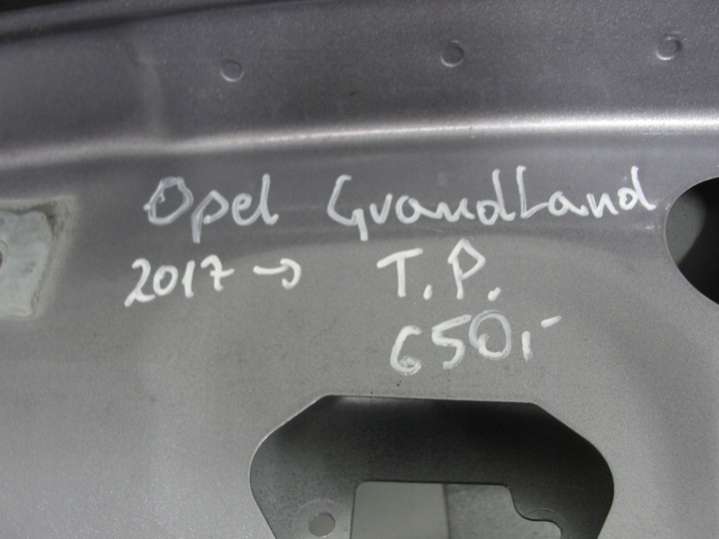 Opel GrandLand
2017 → T.P.
650,-